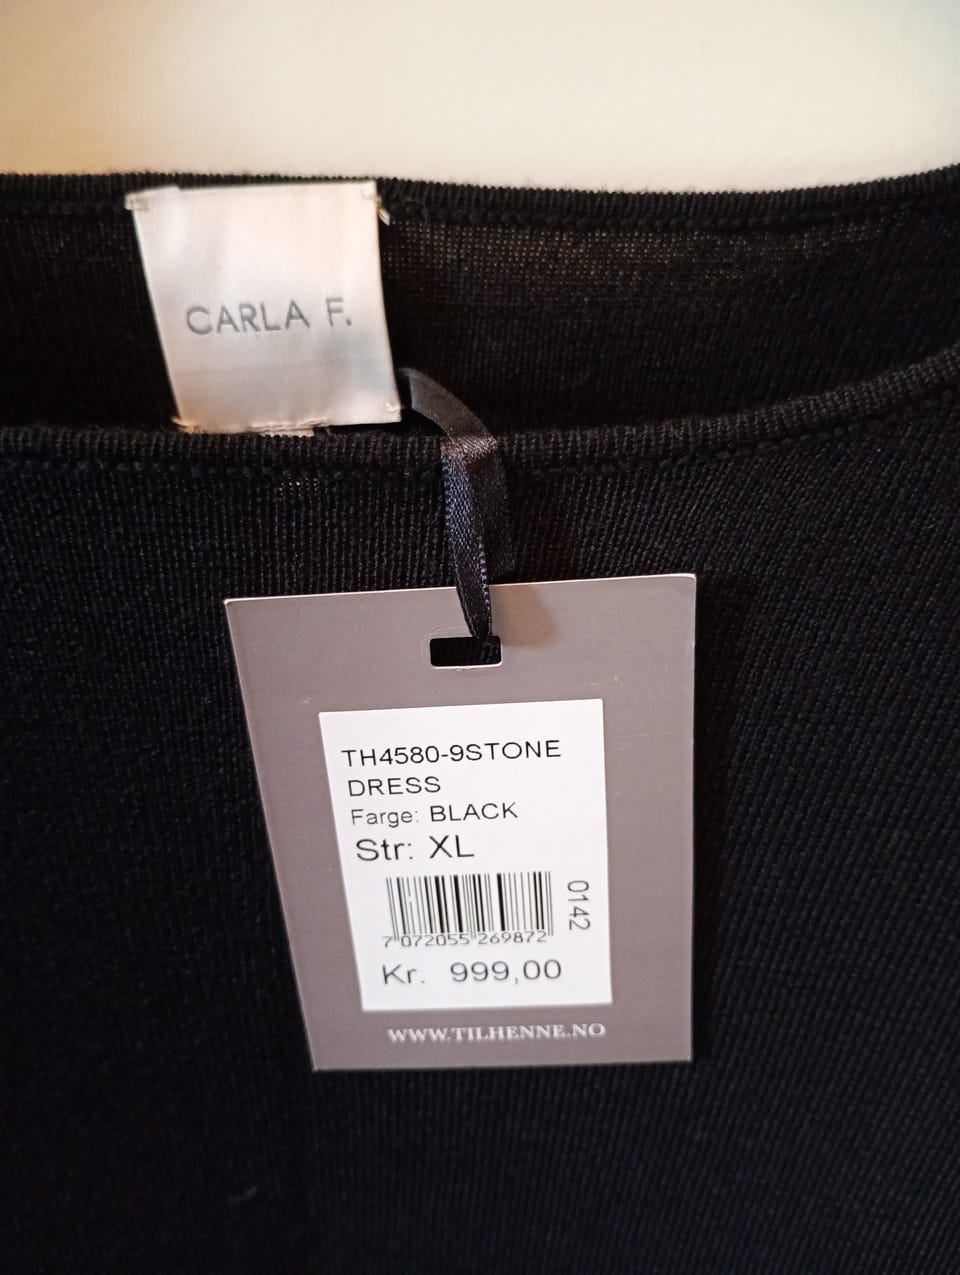 CARLA F.
TH4580-9STONE
DRESS
Farge: BLACK
Str: XL
0142
7 072055 269872
Kr. 999,00
WWW.TILHENNE.NO